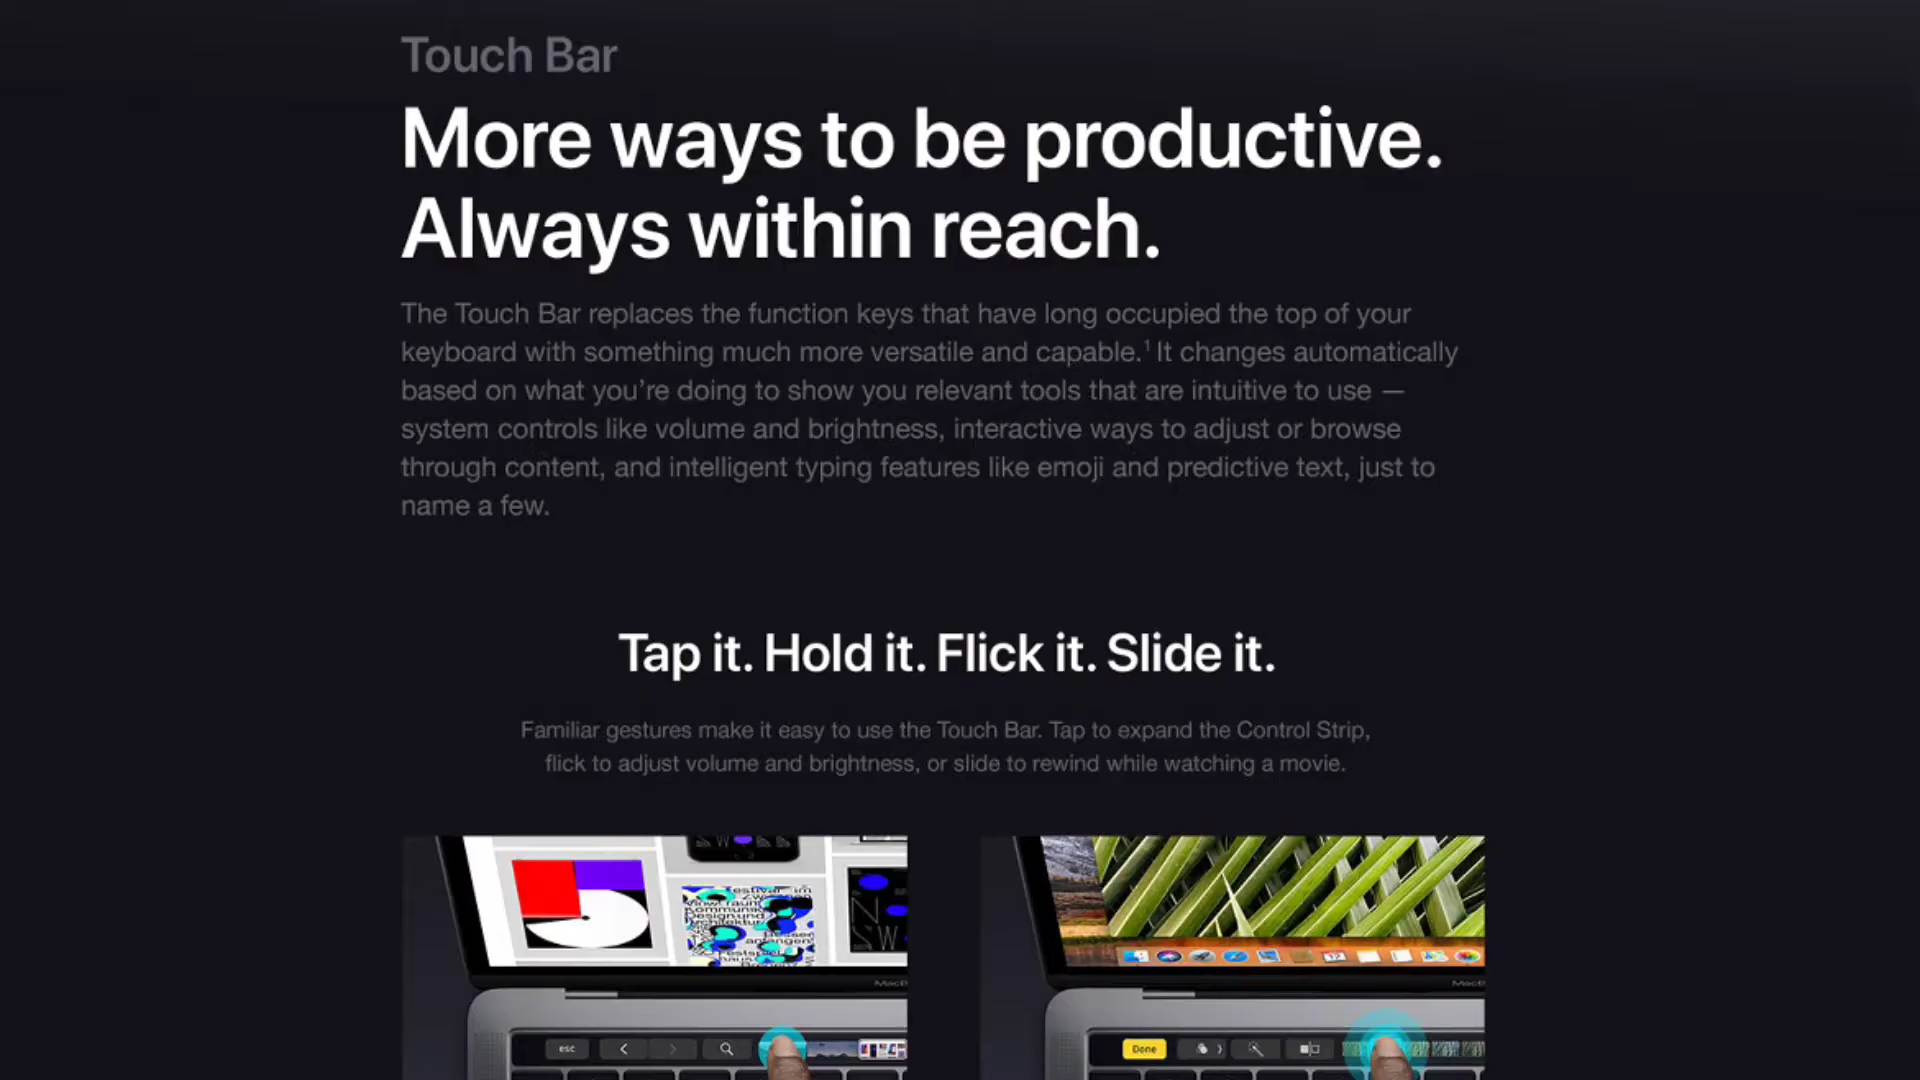 Touch Bar
More ways to be productive.
Always within reach.
The Touch Bar replaces the function keys that have long occupied the top of your
keyboard with something much more versatile and capable.¹ It changes automatically
based on what you’re doing to show you relevant tools that are intuitive to use —
system controls like volume and brightness, interactive ways to adjust or browse
through content, and intelligent typing features like emoji and predictive text, just to
name a few.
Tap it. Hold it. Flick it. Slide it.
Familiar gestures make it easy to use the Touch Bar. Tap to expand the Control Strip,
flick to adjust volume and brightness, or slide to rewind while watching a movie.
esc
Done